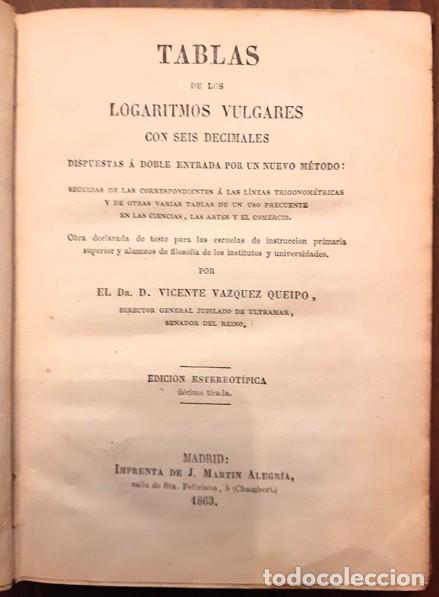 TABLAS
DE LOS
LOGARITMOS VULGARES
CON SEIS DECIMALES
DISPUESTAS Á DOBLE ENTRADA POR UN NUEVO MÉTODO:
SEGUIDAS DE LAS CORRESPONDIENTES Á LAS LÍNEAS TRIGONOMÉTRICAS
Y DE OTRAS VARIAS TABLAS DE UN USO FRECUENTE
EN LAS CIENCIAS, LAS ARTES Y EL COMERCIO.
Obra declarada de testo para las escuelas de instruccion primaria
superior y alumnos de filosofía de los institutos y universidades.
POR
EL DR. D. VICENTE VAZQUEZ QUEIPO,
DIRECTOR GENERAL JUBILADO DE ULTRAMAR,
SENADOR DEL REINO.
EDICION ESTEREOTÍPICA
décima tirada.
MADRID:
IMPRENTA DE J. MARTIN ALEGRÍA,
calle de Sta. Feliciana, 5 (Chamberí.)
1863.
todocoleccion